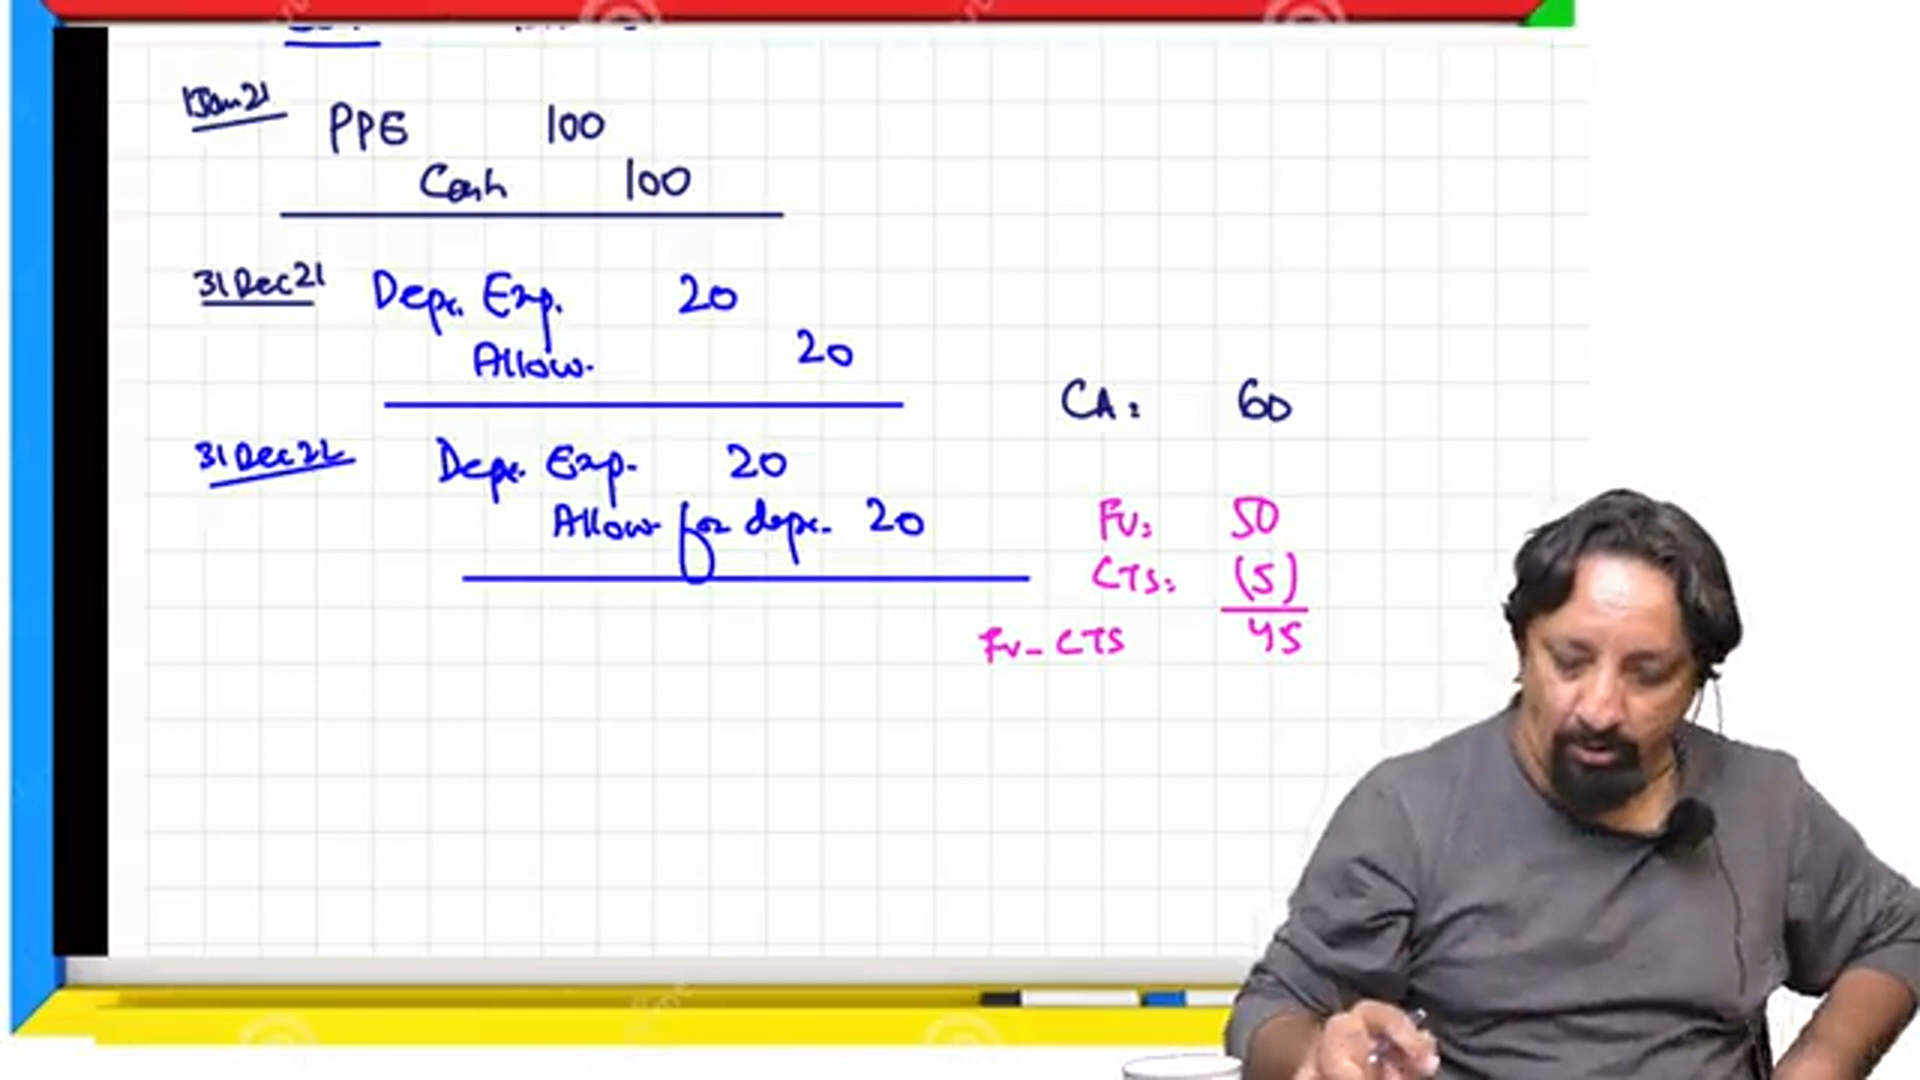 1Jan21
PPE 100
Cash 100
31Dec21 Depr. Exp. 20
Allow. 20
31Dec22 Depr. Exp. 20
Allow for depr. 20
CA: 60
FV: 50
CTS: (5)
FV-CTS 45